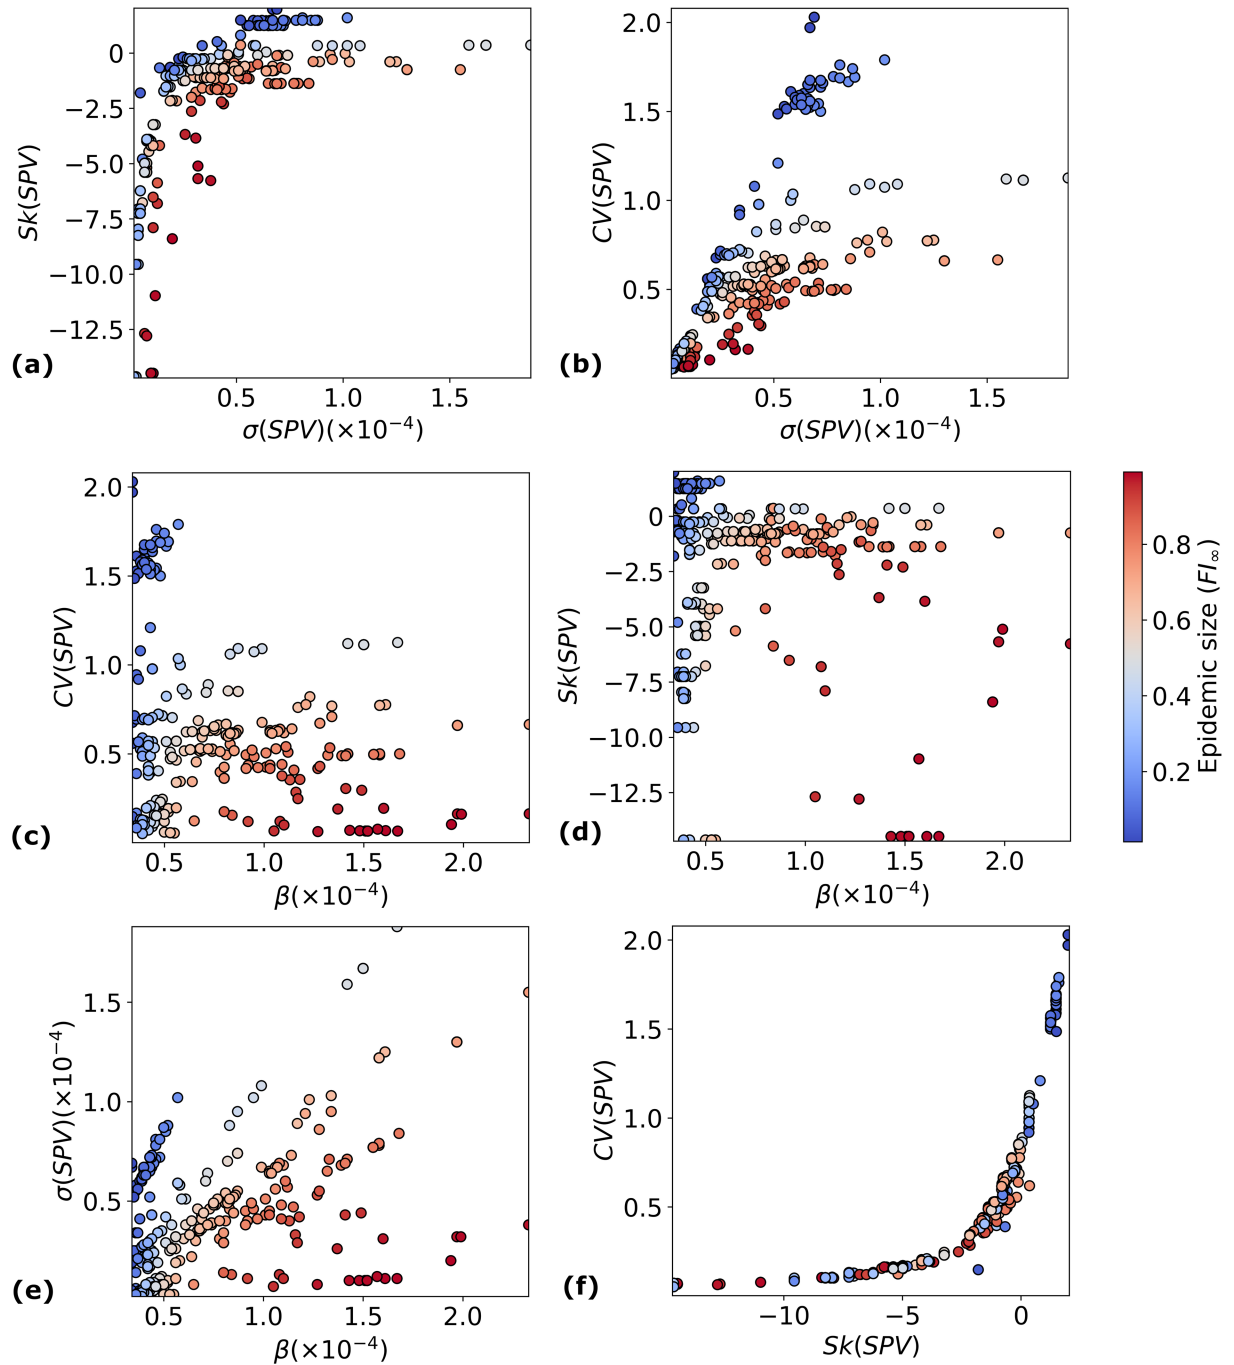 0
−2.5
−5.0
−7.5
−10.0
−12.5
Sk(SPV)
0.5 1.0 1.5
σ(SPV)(×10⁻⁴)
(a)
2.0
1.5
1.0
0.5
CV(SPV)
0.5 1.0 1.5
σ(SPV)(×10⁻⁴)
(b)
2.0
1.5
1.0
0.5
CV(SPV)
0.5 1.0 1.5 2.0
β(×10⁻⁴)
(c)
0
−2.5
−5.0
−7.5
−10.0
−12.5
Sk(SPV)
0.5 1.0 1.5 2.0
β(×10⁻⁴)
(d)
0.8
0.6
0.4
0.2
Epidemic size (FI∞)
1.5
1.0
0.5
σ(SPV)(×10⁻⁴)
0.5 1.0 1.5 2.0
β(×10⁻⁴)
(e)
2.0
1.5
1.0
0.5
CV(SPV)
−10 −5 0
Sk(SPV)
(f)